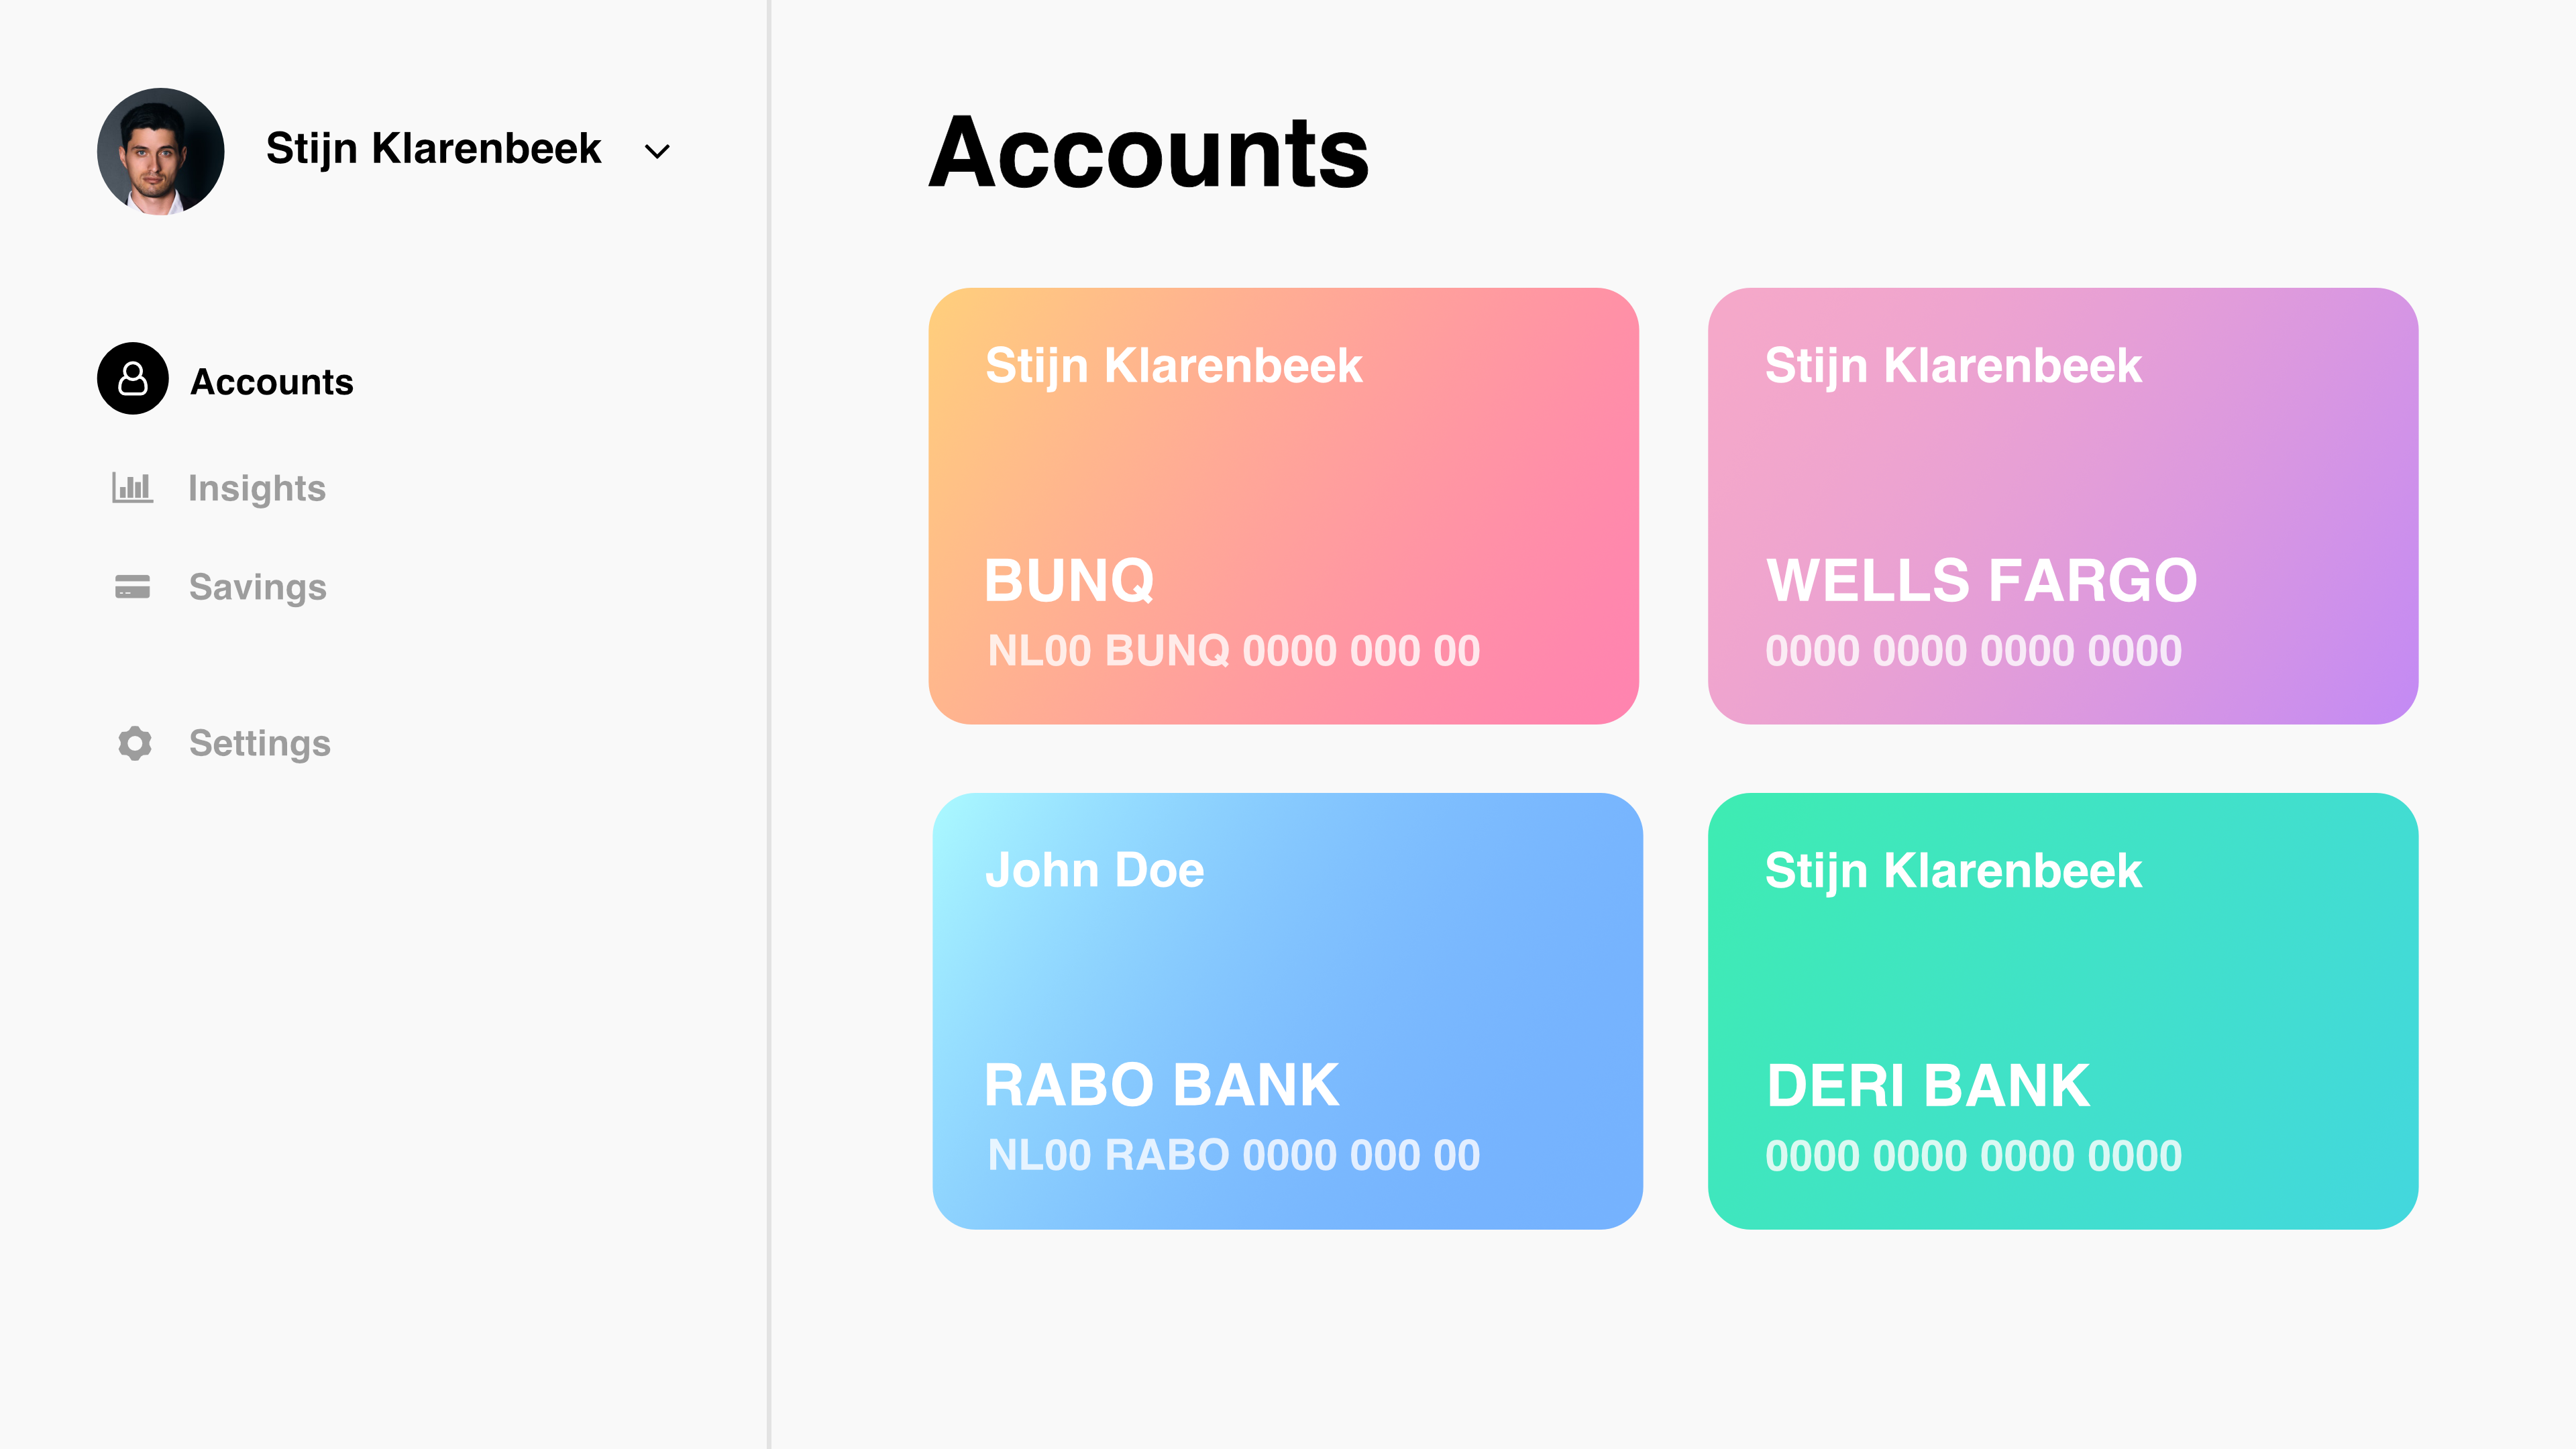 Stijn Klarenbeek
Accounts
Insights
Savings
Settings
Accounts
Stijn Klarenbeek
BUNQ
NL00 BUNQ 0000 000 00
Stijn Klarenbeek
WELLS FARGO
0000 0000 0000 0000
John Doe
RABO BANK
NL00 RABO 0000 000 00
Stijn Klarenbeek
DERI BANK
0000 0000 0000 0000